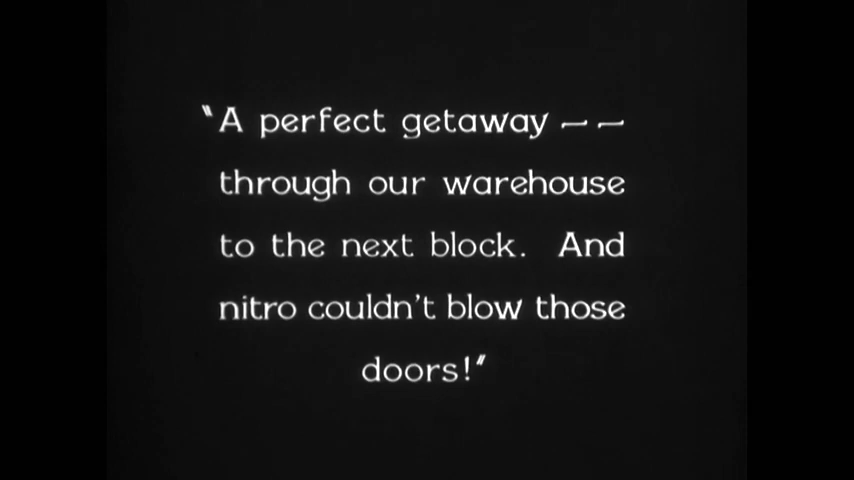 "A perfect getaway — —
through our warehouse
to the next block. And
nitro couldn't blow those
doors!"